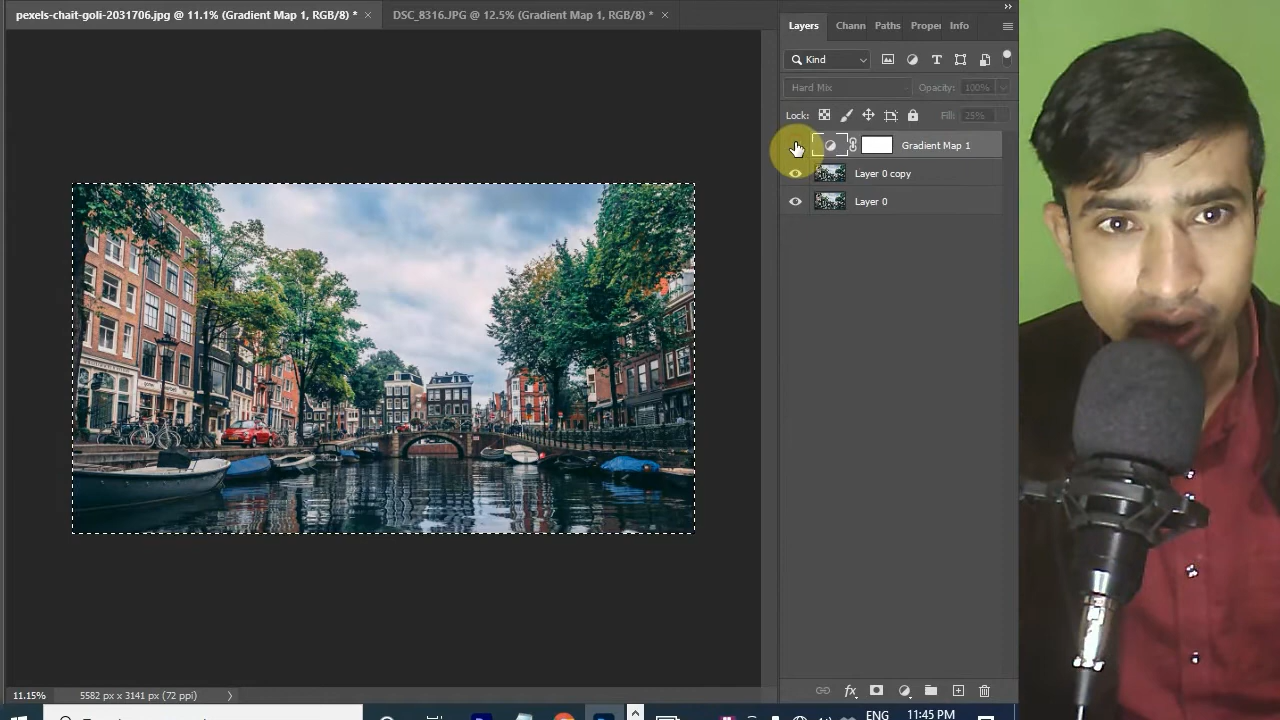 pexels-chait-goli-2031706.jpg @ 11.1% (Gradient Map 1, RGB/8) *
DSC_8316.JPG @ 12.5% (Gradient Map 1, RGB/8) *
Layers Chann Paths Proper Info
Kind
Hard Mix Opacity: 100%
Lock: Fill: 25%
Gradient Map 1
Layer 0 copy
Layer 0
11.15% 5582 px x 3141 px (72 ppi)
ENG 11:45 PM